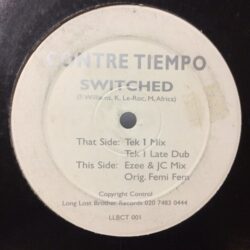 CONTRE TIEMPO
SWITCHED
(I. Williams, K. Le-Roc, M. Africa)
That Side: Tek 1 Mix
Tek 1 Late Dub
This Side: Ezee & JC Mix
Orig. Femi Fem
Copyright Control
Long Lost Brother Records 020 7483 0444
LLBCT 001